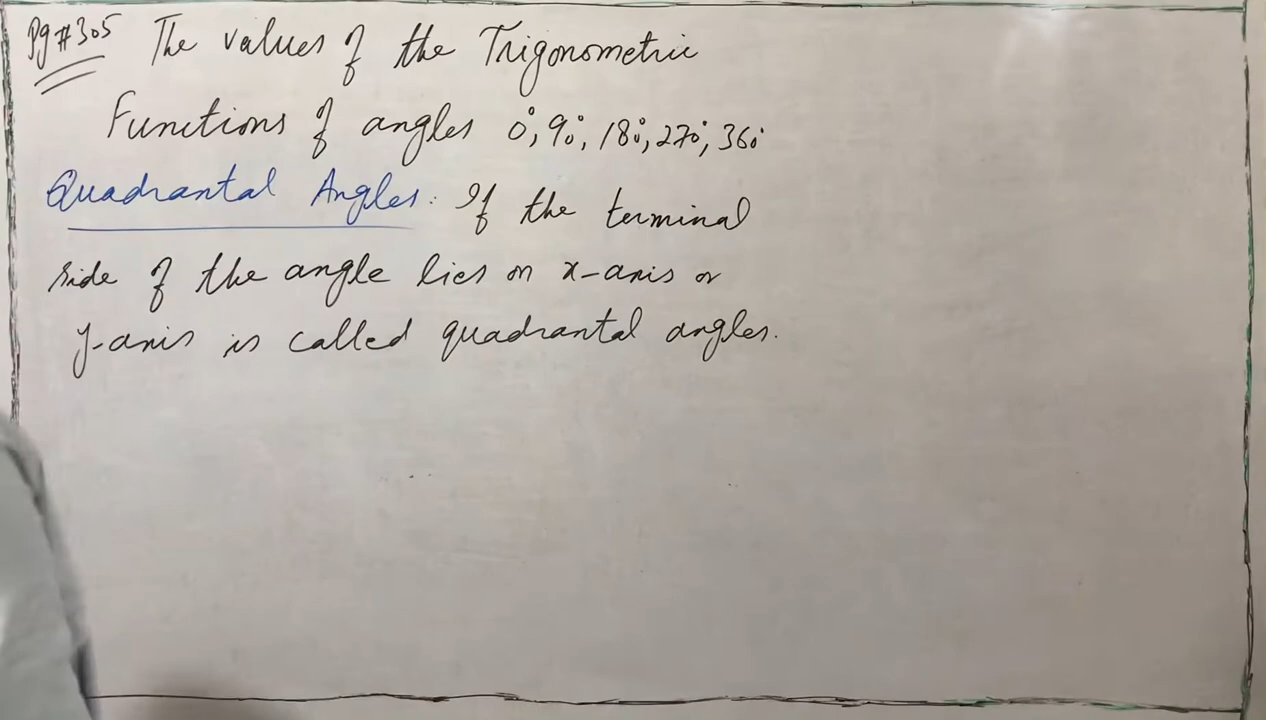 Pg#305 The values of the Trigonometric
Functions of angles 0°, 90°, 180°, 270°, 360°
Quadrantal Angles: If the terminal
side of the angle lies on x-axis or
y-axis is called quadrantal angles.